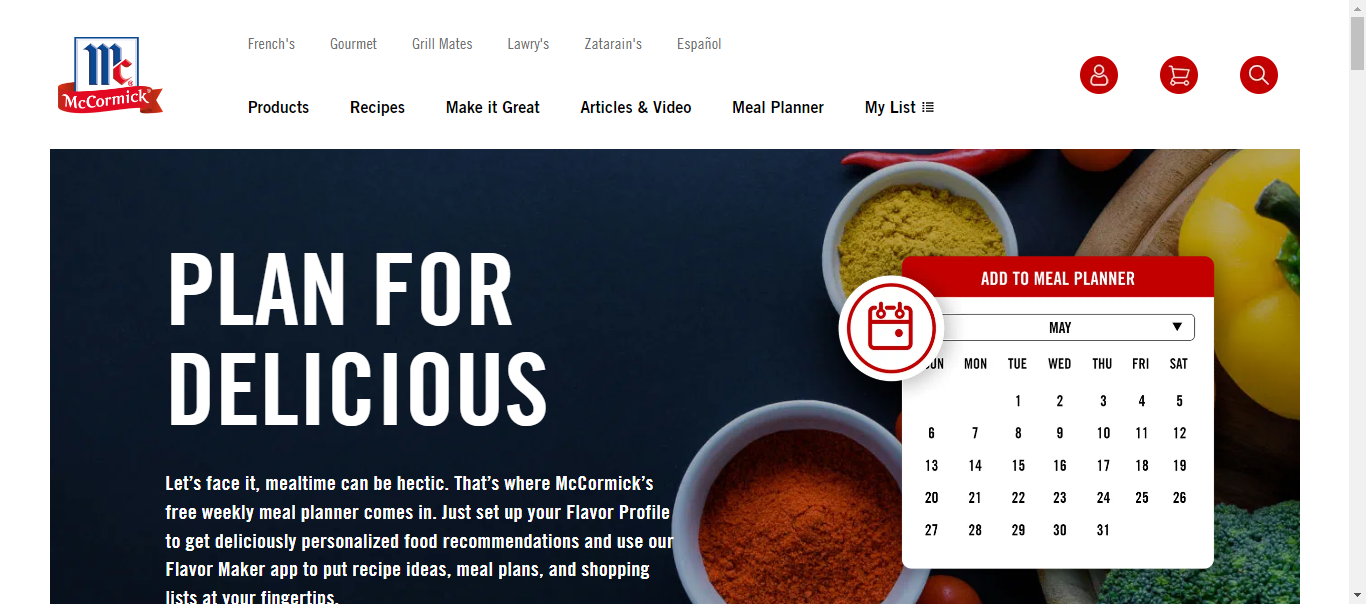 Mc
McCormick®
French's Gourmet Grill Mates Lawry's Zatarain's Español
Products Recipes Make it Great Articles & Video Meal Planner My List
PLAN FOR
DELICIOUS
Let's face it, mealtime can be hectic. That's where McCormick's
free weekly meal planner comes in. Just set up your Flavor Profile
to get deliciously personalized food recommendations and use our
Flavor Maker app to put recipe ideas, meal plans, and shopping
lists at your fingertips.
ADD TO MEAL PLANNER
MAY ▼
SUN MON TUE WED THU FRI SAT
1 2 3 4 5
6 7 8 9 10 11 12
13 14 15 16 17 18 19
20 21 22 23 24 25 26
27 28 29 30 31